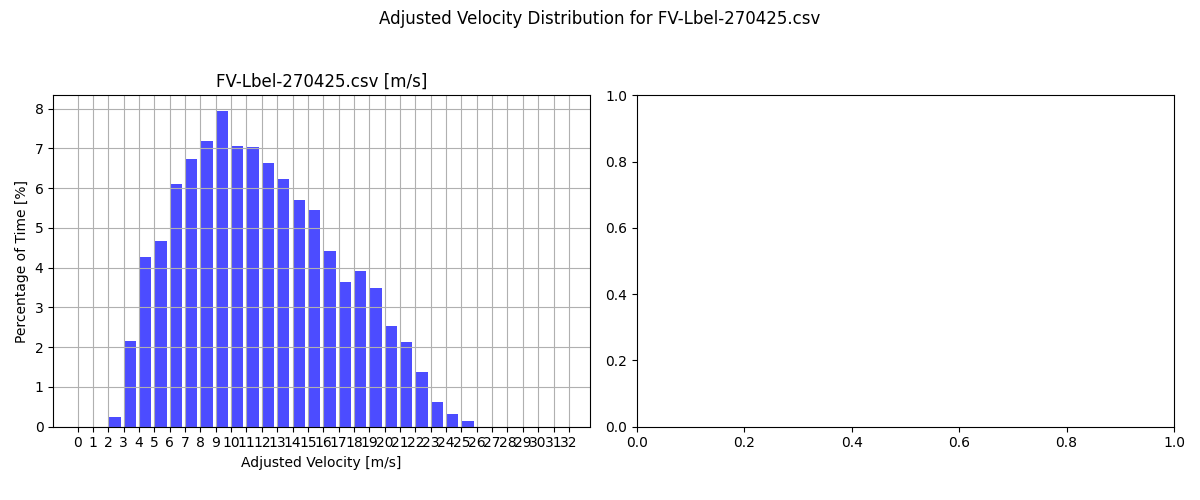 Adjusted Velocity Distribution for FV-Lbel-270425.csv
FV-Lbel-270425.csv [m/s]
Percentage of Time [%]
8
7
6
5
4
3
2
1
0
0 1 2 3 4 5 6 7 8 9 10 11 12 13 14 15 16 17 18 19 20 21 22 23 24 25 26 27 28 29 30 31 32
Adjusted Velocity [m/s]
1.0
0.8
0.6
0.4
0.2
0.0
0.0 0.2 0.4 0.6 0.8 1.0